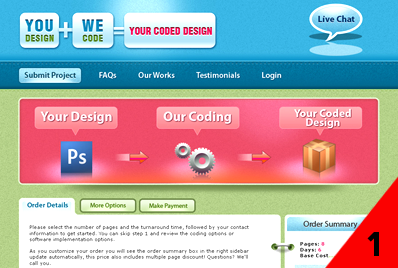 YOU
DESIGN
+
WE
CODE
=
YOUR CODED DESIGN
Live Chat
Submit Project
FAQs
Our Works
Testimonials
Login
Your Design
Our Coding
Your Coded
Design
Ps
Order Details
More Options
Make Payment
Please select the number of pages and the turnaround time, followed by your contact
information to get started. You can skip step 1 and review the coding options or
software implementation options.
As you customize your order you will see the order summary box in the right sidebar
update automatically, this price also includes multiple page discount! Questions? We'll
call you.
Order Summary
Pages: 0
Days: 6
Base Cost
1